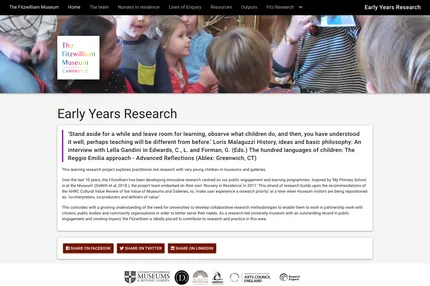 The Fitzwilliam Museum Home The team Nursery in residence Lines of Enquiry Resources Outputs Fitz Research Early Years Research
The
Fitzwilliam
Museum
CAMBRIDGE
Early Years Research
'Stand aside for a while and leave room for learning, observe what children do, and then, you have understood
it well, perhaps teaching will be different from before.' Loris Malaguzzi History, ideas and basic philosophy: An
interview with Lella Gandini in Edwards, C., L. and Forman, G. (Eds.) The hundred languages of children: The
Reggio Emilia approach - Advanced Reflections (Ablex: Greenwich, CT)
This learning research project explores practitioner led research with young children in museums and galleries.
Over the last 10 years, the Fitzwilliam has been developing innovative research centred on our public engagement and learning programmes. Inspired by 'My Primary School
is at the Museum' (DeWitt et al, 2018 ), the project team embarked on their own 'Nursery in Residence' in 2017. This strand of research builds upon the recommendations of
the AHRC Cultural Value Review of the Value of Museums and Galleries, to, 'make user experience a research priority' at a time when museum visitors are being repositioned
as, 'co-interpreters, co-producers and definers of value.'
This coincides with a growing understanding of the need for universities to develop collaborative research methodologies to enable them to work in partnership work with
citizens, public bodies and community organisations in order to better serve their needs. As a research-led university museum with an outstanding record in public
engagement and creating impact, the Fitzwilliam is ideally placed to contribute to research and practice in this area.
SHARE ON FACEBOOK SHARE ON TWITTER SHARE ON LINKEDIN
MUSEUMS
& BOTANIC GARDEN
ARTS COUNCIL
ENGLAND
Research
England